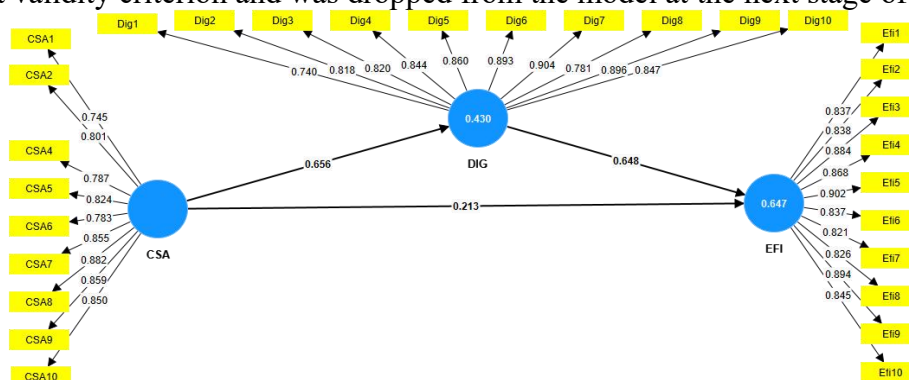 t validity criterion and was dropped from the model at the next stage of
Dig1
Dig2
Dig3
Dig4
Dig5
Dig6
Dig7
Dig8
Dig9
Dig10
0.740
0.818
0.820
0.844
0.860
0.893
0.904
0.781
0.896
0.847
CSA1
CSA2
CSA4
CSA5
CSA6
CSA7
CSA8
CSA9
CSA10
0.745
0.801
0.787
0.824
0.783
0.855
0.882
0.859
0.850
CSA
0.656
0.430
DIG
0.648
0.213
0.647
EFI
0.837
0.838
0.884
0.868
0.902
0.837
0.821
0.826
0.894
0.845
Efi1
Efi2
Efi3
Efi4
Efi5
Efi6
Efi7
Efi8
Efi9
Efi10